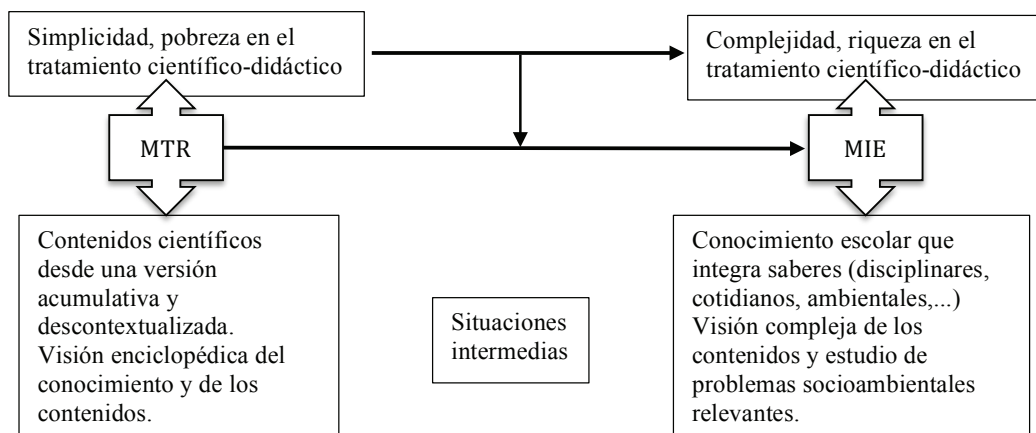 Simplicidad, pobreza en el
tratamiento científico-didáctico
Complejidad, riqueza en el
tratamiento científico-didáctico
MTR
MIE
Contenidos científicos
desde una versión
acumulativa y
descontextualizada.
Visión enciclopédica del
conocimiento y de los
contenidos.
Situaciones
intermedias
Conocimiento escolar que
integra saberes (disciplinares,
cotidianos, ambientales,...)
Visión compleja de los
contenidos y estudio de
problemas socioambientales
relevantes.